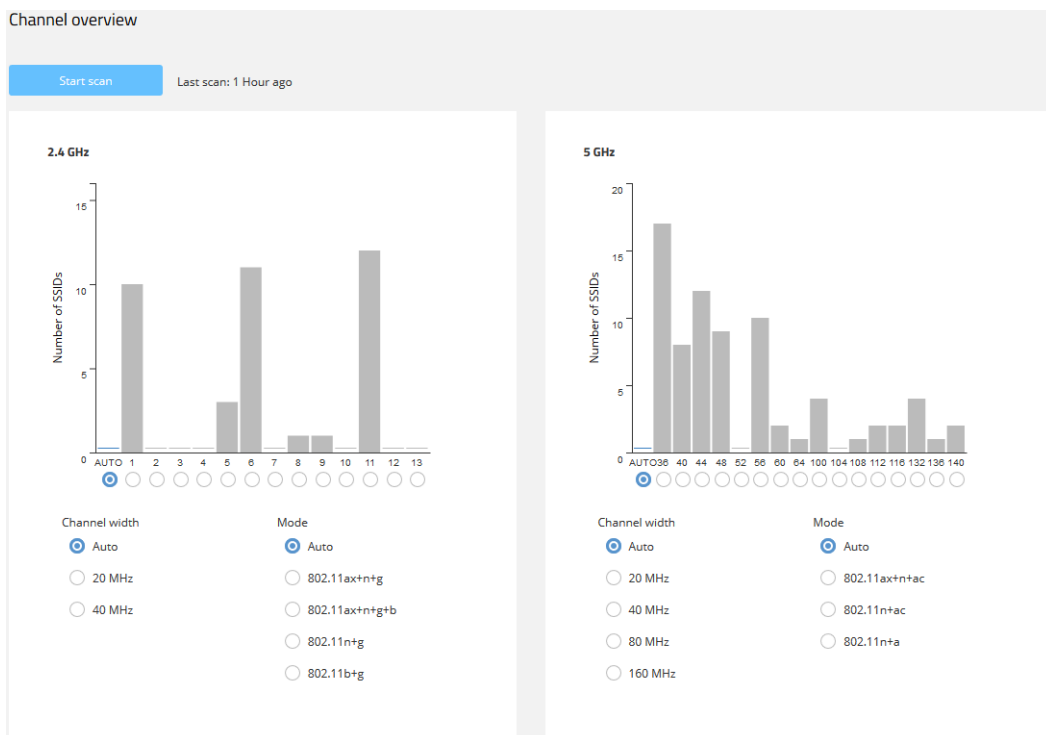 Channel overview
Start scan
Last scan: 1 Hour ago
2.4 GHz
15
10
5
0
Number of SSIDs
AUTO 1 2 3 4 5 6 7 8 9 10 11 12 13
Channel width
Auto
20 MHz
40 MHz
Mode
Auto
802.11ax+n+g
802.11ax+n+g+b
802.11n+g
802.11b+g
5 GHz
20
15
10
5
0
Number of SSIDs
AUTO 36 40 44 48 52 56 60 64 100 104 108 112 116 132 136 140
Channel width
Auto
20 MHz
40 MHz
80 MHz
160 MHz
Mode
Auto
802.11ax+n+ac
802.11n+ac
802.11n+a